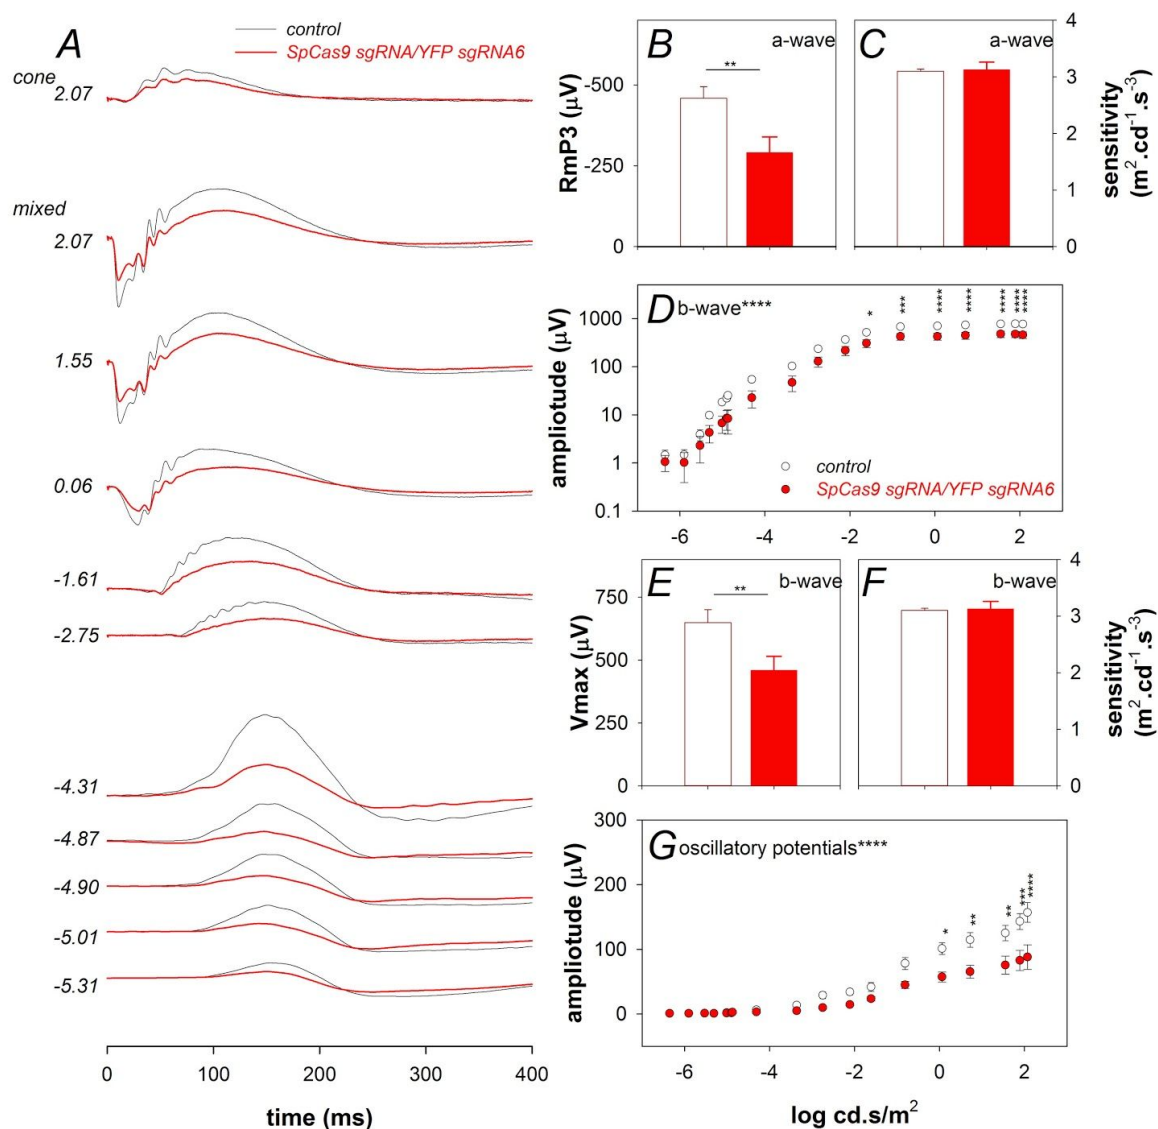 A
control
SpCas9 sgRNA/YFP sgRNA6
cone
2.07
mixed
2.07
1.55
0.06
-1.61
-2.75
-4.31
-4.87
-4.90
-5.01
-5.31
0 100 200 300 400
time (ms)
B a-wave
**
RmP3 (µV)
-500
-250
0
C a-wave
4
3
2
1
0
sensitivity
(m².cd⁻¹.s⁻³)
D b-wave****
* *** **** **** **** **** ****
ampliotude (µV)
1000
100
10
1
0.1
control
SpCas9 sgRNA/YFP sgRNA6
-6 -4 -2 0 2
E b-wave
**
Vmax (µV)
750
500
250
0
F b-wave
4
3
2
1
0
sensitivity
(m².cd⁻¹.s⁻³)
G oscillatory potentials****
* ** ** *** ****
ampliotude (µV)
300
200
100
0
-6 -4 -2 0 2
log cd.s/m²